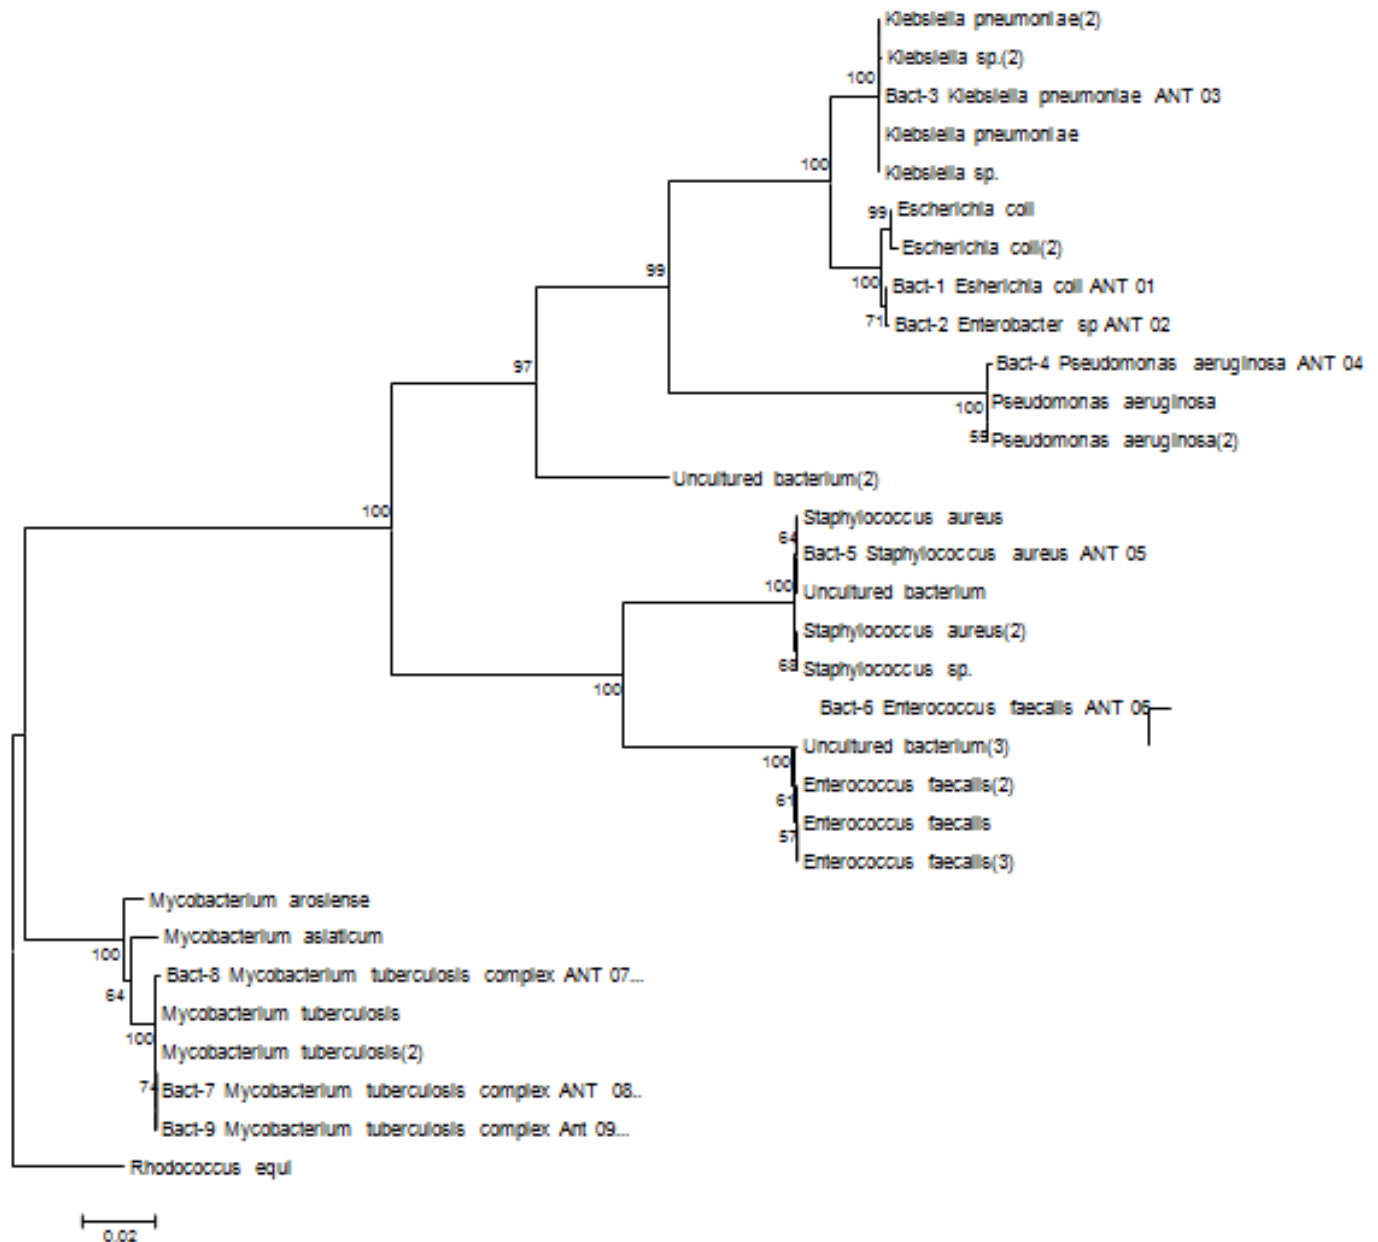 Klebsiella pneumoniae(2)
Klebsiella sp.(2)
100
Bact-3 Klebsiella pneumoniae ANT 03
Klebsiella pneumoniae
100
Klebsiella sp.
99
Escherichia coli
Escherichia coli(2)
99
100
Bact-1 Esherichia coli ANT 01
71
Bact-2 Enterobacter sp ANT 02
97
Bact-4 Pseudomonas aeruginosa ANT 04
100
Pseudomonas aeruginosa
Pseudomonas aeruginosa(2)
Uncultured bacterium(2)
100
Staphylococcus aureus
64
Bact-5 Staphylococcus aureus ANT 05
100
Uncultured bacterium
Staphylococcus aureus(2)
Staphylococcus sp.
100
Bact-6 Enterococcus faecalis ANT 06
Uncultured bacterium(3)
100
Enterococcus faecalis(2)
61
Enterococcus faecalis
57
Enterococcus faecalis(3)
Mycobacterium arosiense
Mycobacterium asiaticum
100
Bact-8 Mycobacterium tuberculosis complex ANT 07...
64
Mycobacterium tuberculosis
100
Mycobacterium tuberculosis(2)
Bact-7 Mycobacterium tuberculosis complex ANT 08..
Bact-9 Mycobacterium tuberculosis complex Ant 09...
Rhodococcus equi
0.02